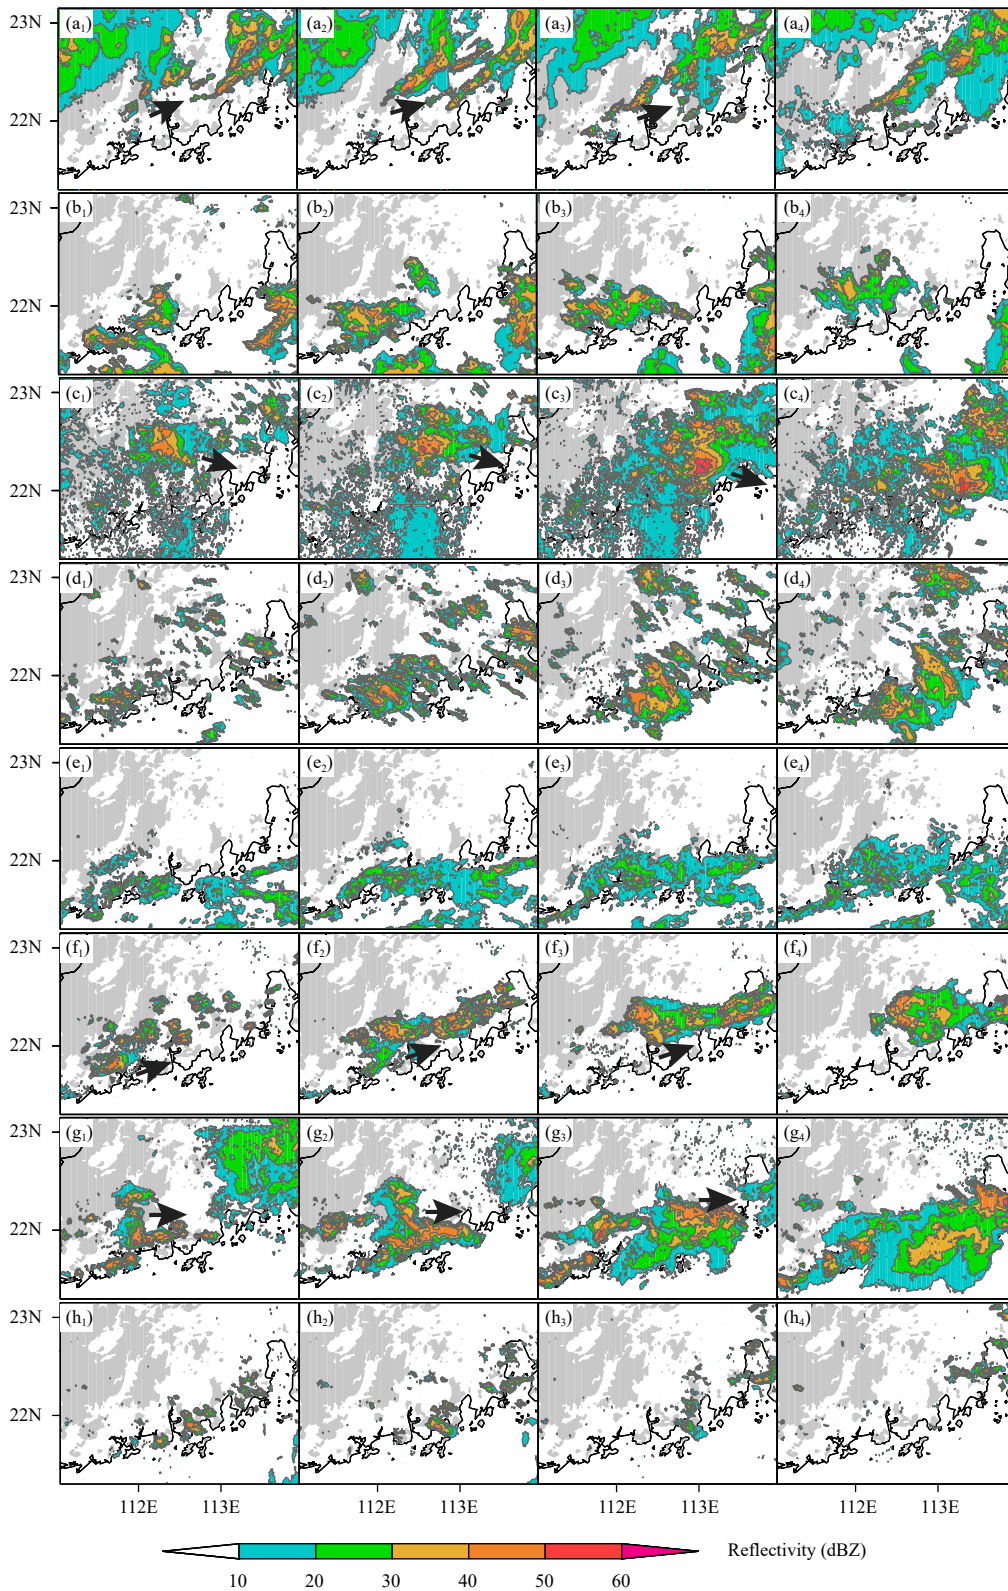 23N (a₁) (a₂) (a₃) (a₄)
22N
23N (b₁) (b₂) (b₃) (b₄)
22N
23N (c₁) (c₂) (c₃) (c₄)
22N
23N (d₁) (d₂) (d₃) (d₄)
22N
23N (e₁) (e₂) (e₃) (e₄)
22N
23N (f₁) (f₂) (f₃) (f₄)
22N
23N (g₁) (g₂) (g₃) (g₄)
22N
23N (h₁) (h₂) (h₃) (h₄)
22N
112E 113E 112E 113E 112E 113E 112E 113E
Reflectivity (dBZ)
10 20 30 40 50 60